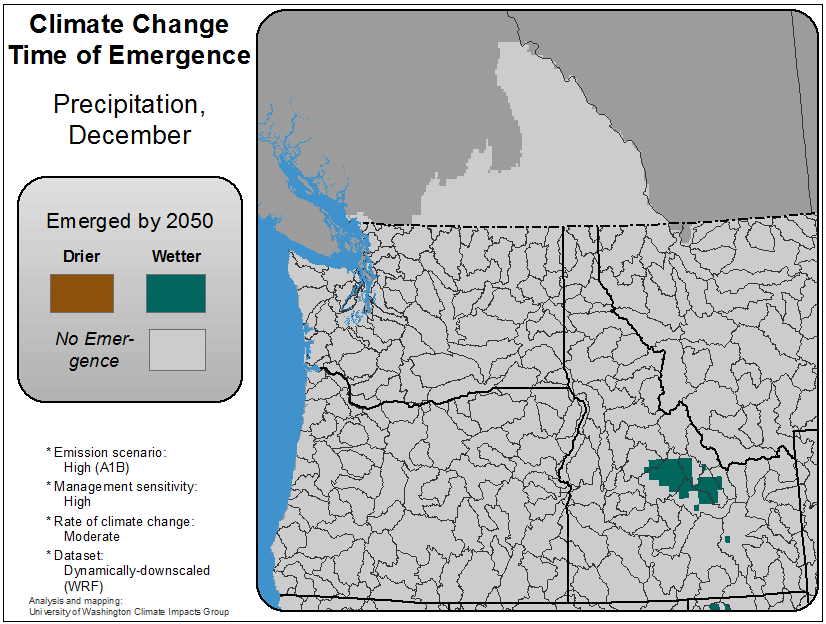 Climate Change
Time of Emergence
Precipitation,
December
Emerged by 2050
Drier Wetter
No Emer-
gence
* Emission scenario:
High (A1B)
* Management sensitivity:
High
* Rate of climate change:
Moderate
* Dataset:
Dynamically-downscaled
(WRF)
Analysis and mapping:
University of Washington Climate Impacts Group